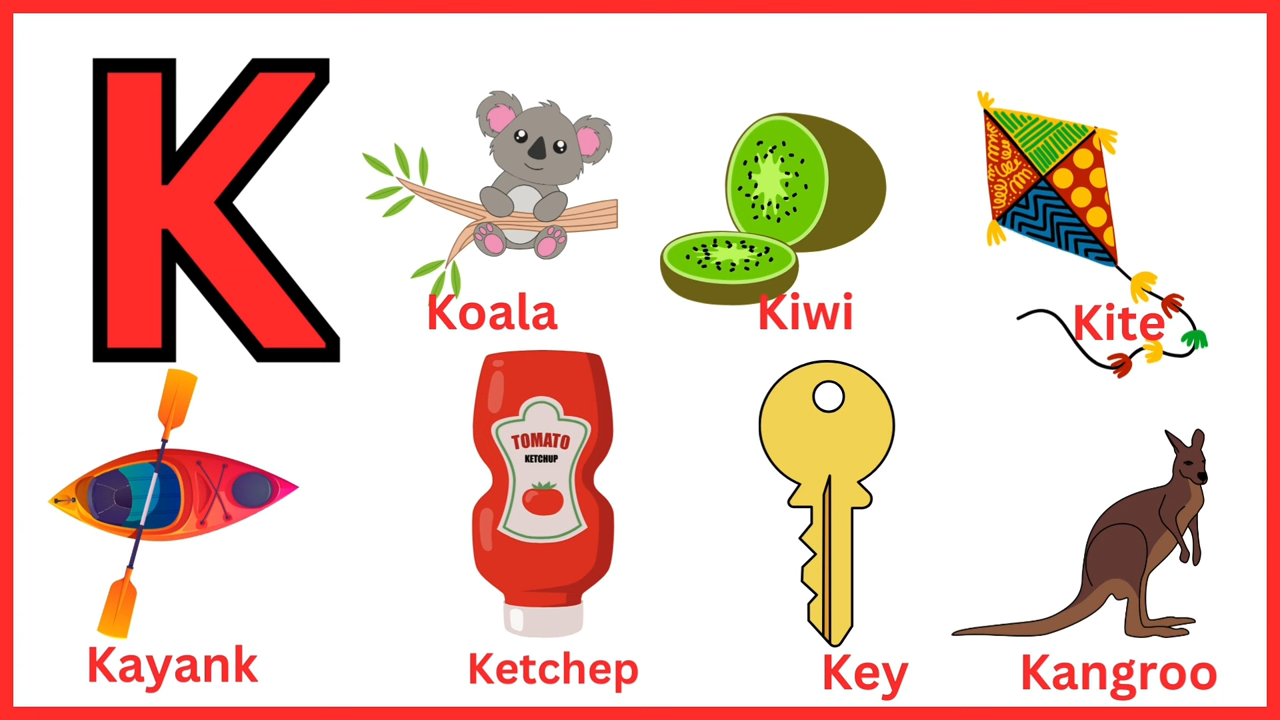 K
Koala
Kiwi
Kite
TOMATO
KETCHUP
Kayank
Ketchep
Key
Kangroo